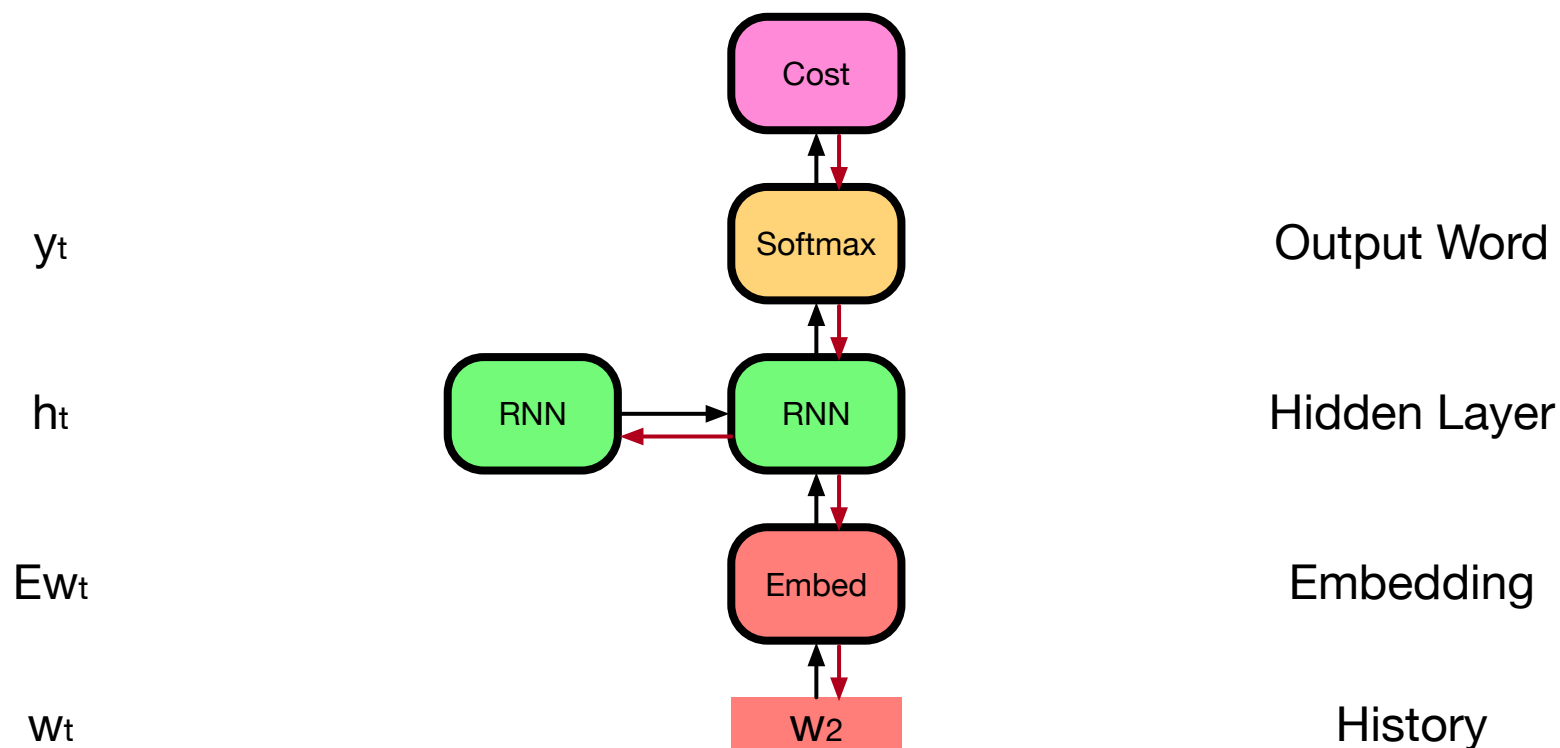 Cost
yt Softmax Output Word
ht RNN RNN Hidden Layer
Ewt Embed Embedding
wt w2 History